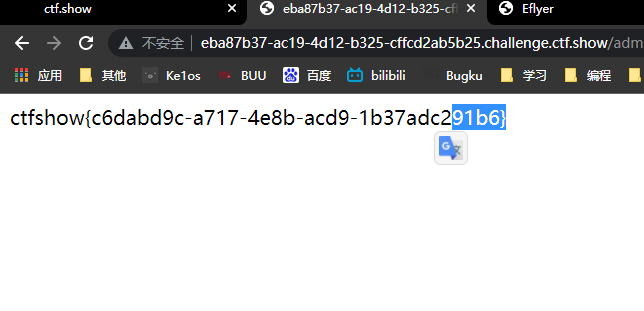 ctf.show
eba87b37-ac19-4d12-b325-cff
Eflyer
不安全
eba87b37-ac19-4d12-b325-cffcd2ab5b25.challenge.ctf.show/adm
应用
其他
Ke1os
BUU
百度
bilibili
Bugku
学习
编程
ctfshow{c6dabd9c-a717-4e8b-acd9-1b37adc291b6}